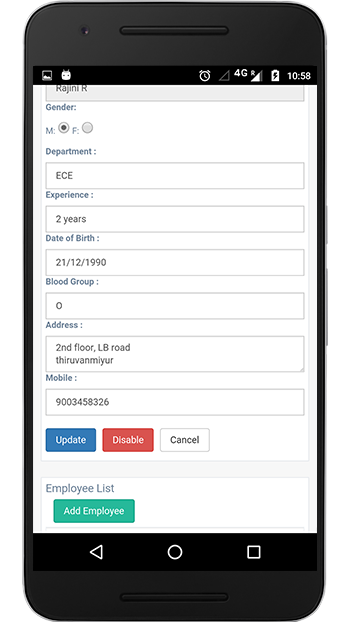 4G R 10:58
Rajini R
Gender:
M: F:
Department :
ECE
Experience :
2 years
Date of Birth :
21/12/1990
Blood Group :
O
Address :
2nd floor, LB road
thiruvanmiyur
Mobile :
9003458326
Update Disable Cancel
Employee List
Add Employee